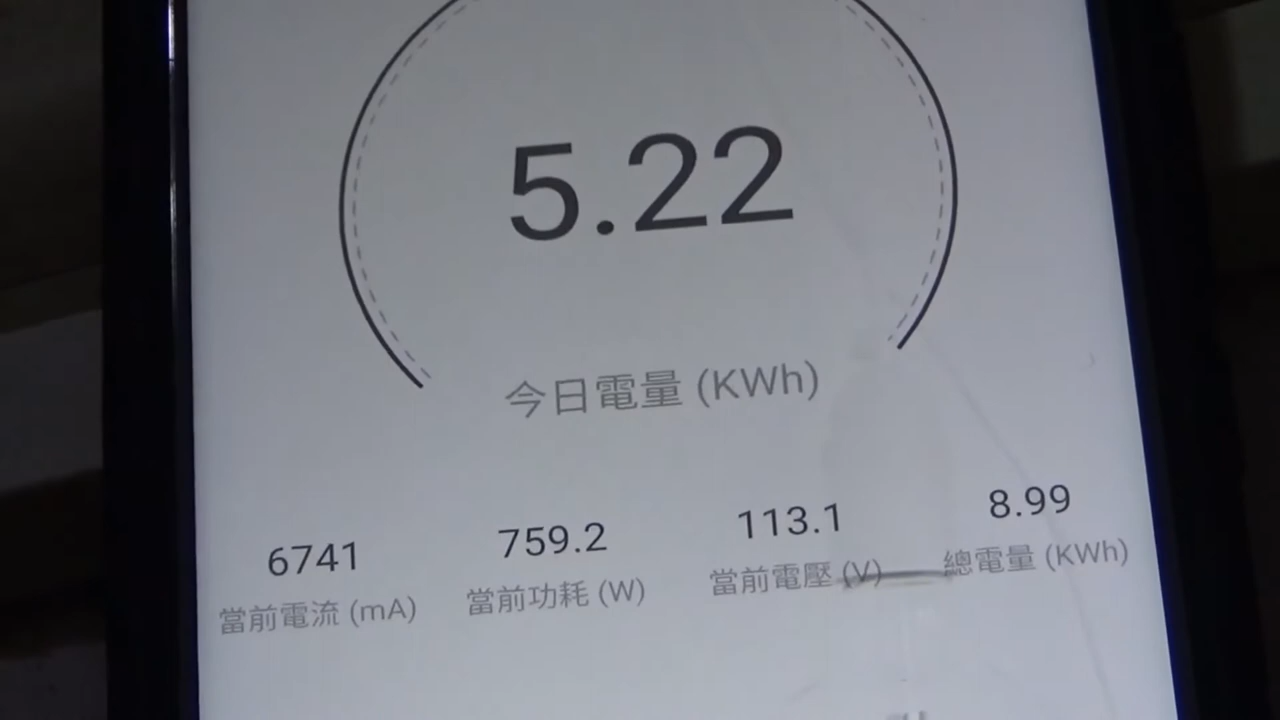 5.22
今日電量 (KWh)
6741 759.2 113.1 8.99
當前電流 (mA) 當前功耗 (W) 當前電壓 (V) 總電量 (KWh)